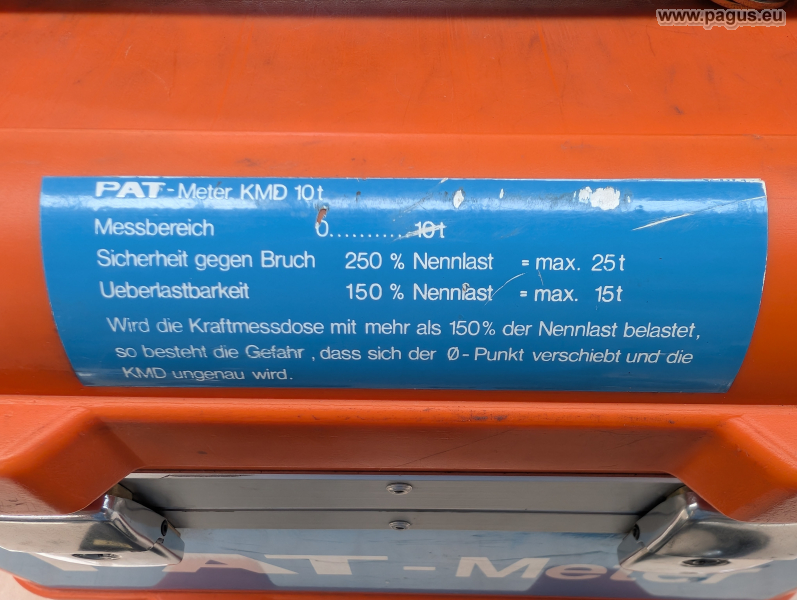 www.pagus.eu
PAT-Meter KMD 10t
Messbereich 0...........10t
Sicherheit gegen Bruch 250 % Nennlast = max. 25t
Ueberlastbarkeit 150 % Nennlast = max. 15t
Wird die Kraftmessdose mit mehr als 150% der Nennlast belastet,
so besteht die Gefahr , dass sich der Ø-Punkt verschiebt und die
KMD ungenau wird.
PAT-Meter